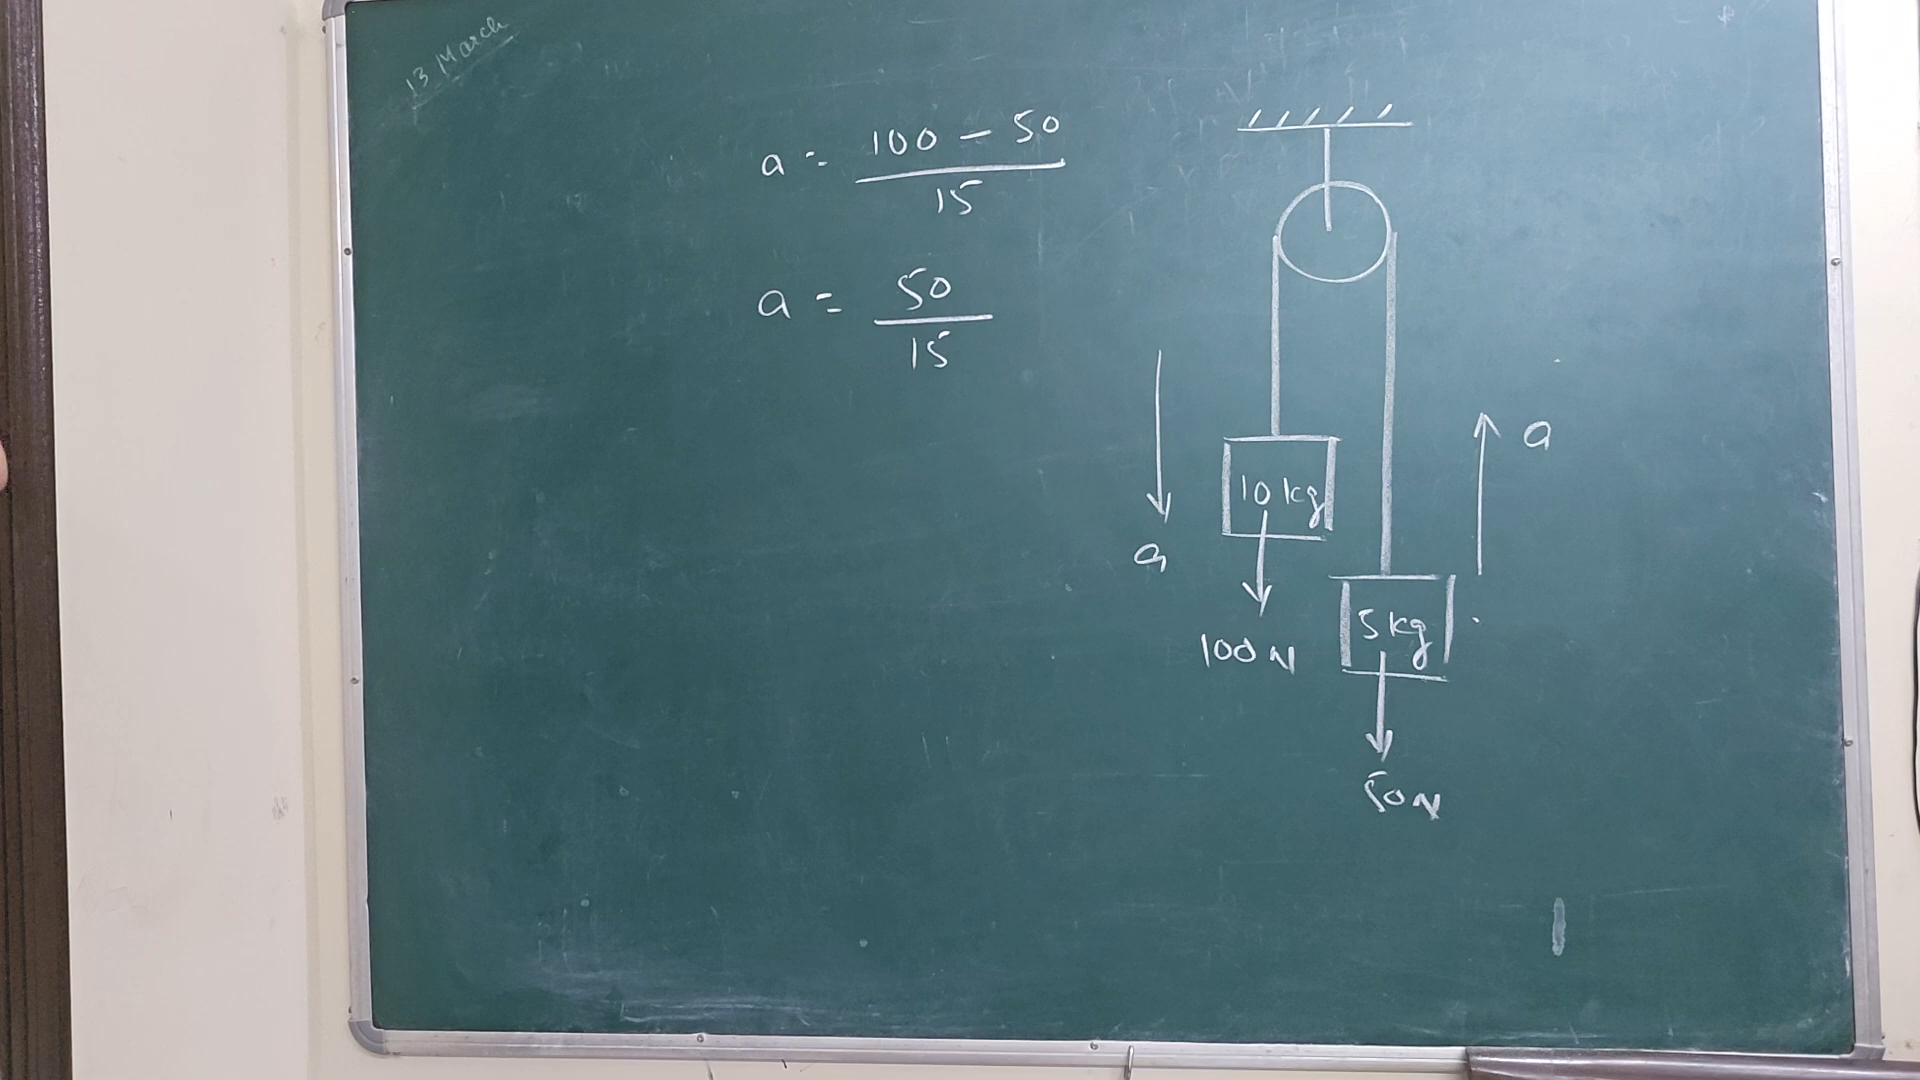 13 March
a = 100 - 50
15
a = 50
15
a
10 kg
a
100 N
5 kg
50 N